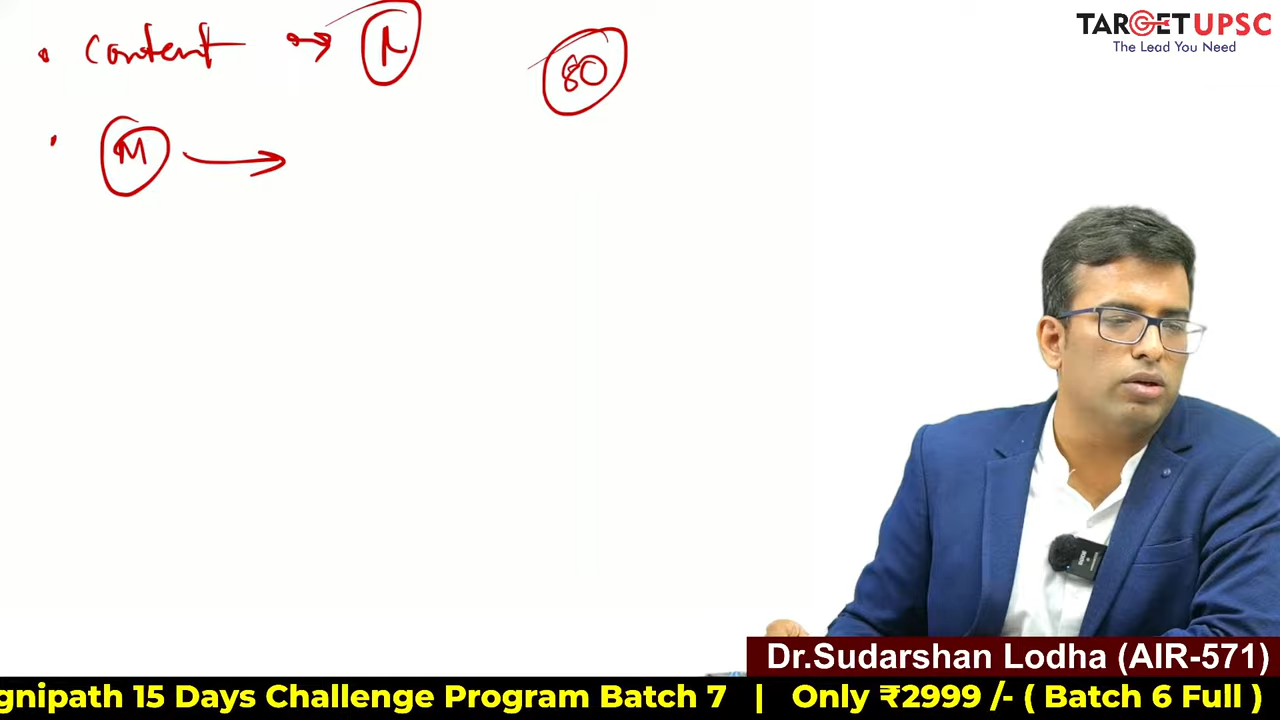 TARGETUPSC
The Lead You Need
• content →
80
• M →
Dr.Sudarshan Lodha (AIR-571)
gnipath 15 Days Challenge Program Batch 7 | Only ₹2999 /- ( Batch 6 Full )